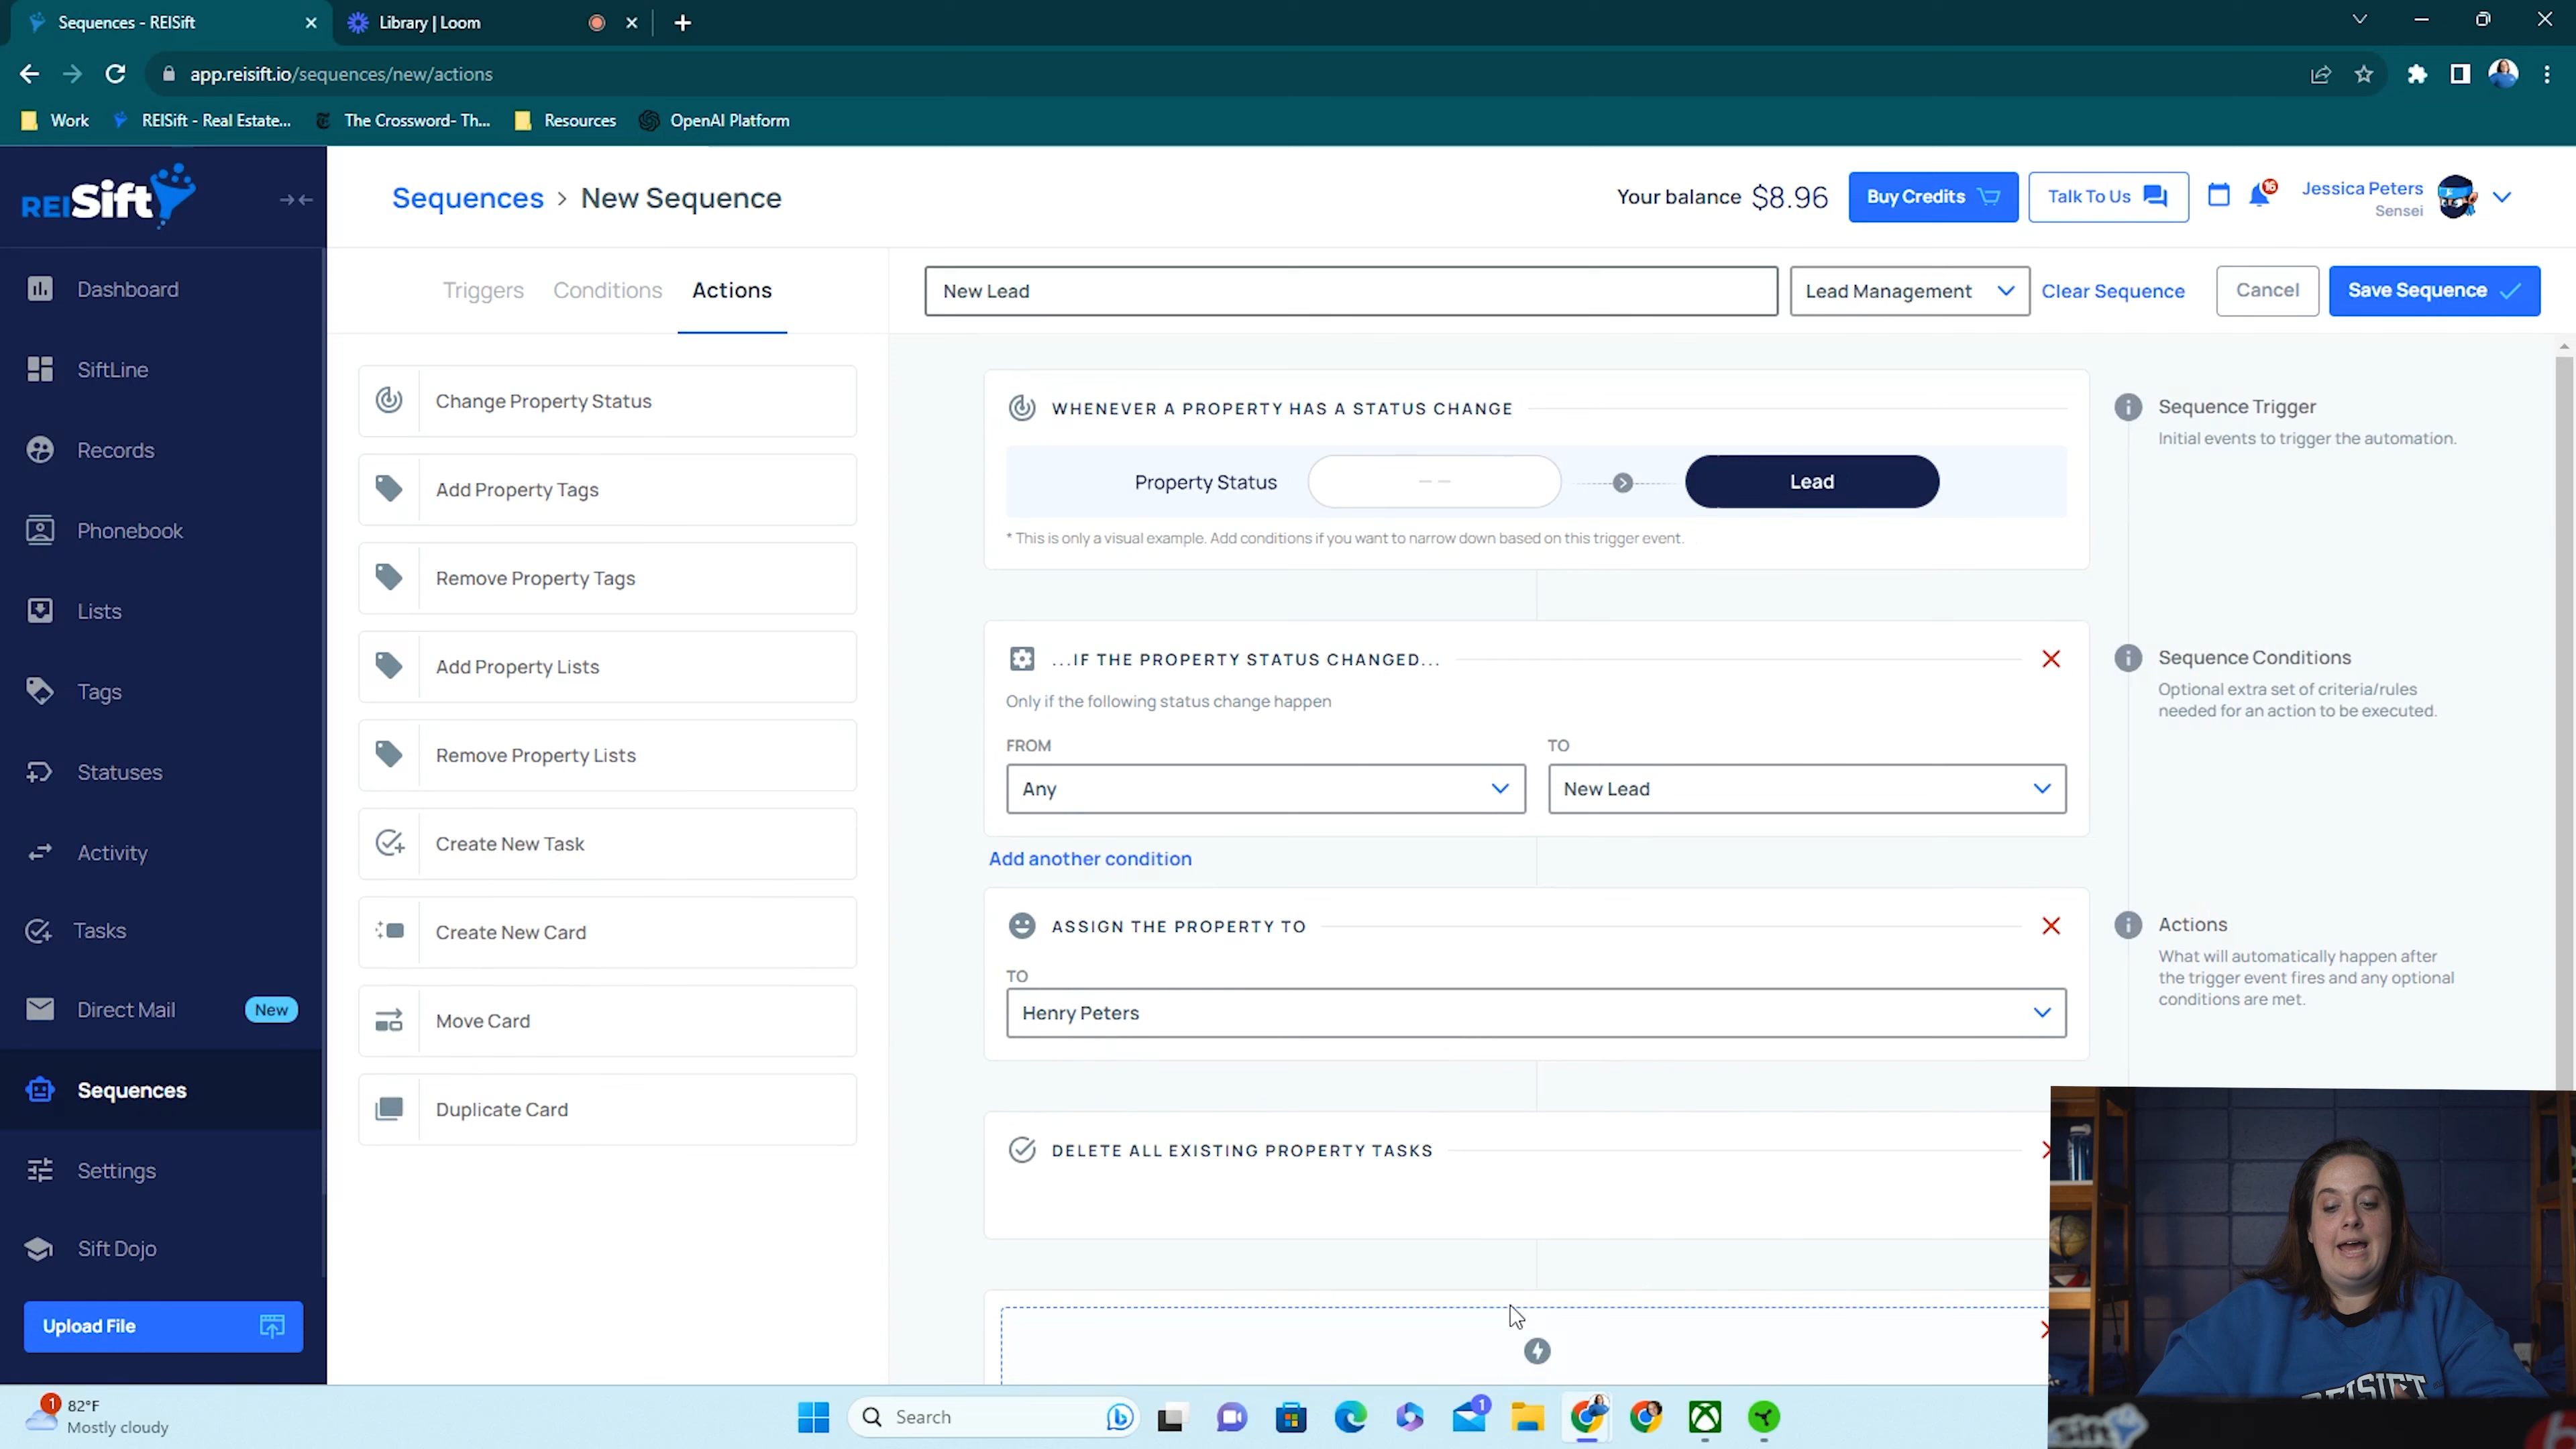 Sequences - REISift
Library | Loom
app.reisift.io/sequences/new/actions
Work
REISift - Real Estate...
The Crossword- Th...
Resources
OpenAI Platform
REISift
Sequences > New Sequence
Your balance $8.96
Buy Credits
Talk To Us
16
Jessica Peters
Sensei
Dashboard
SiftLine
Records
Phonebook
Lists
Tags
Statuses
Activity
Tasks
Direct Mail
New
Sequences
Settings
Sift Dojo
Upload File
Triggers
Conditions
Actions
Change Property Status
Add Property Tags
Remove Property Tags
Add Property Lists
Remove Property Lists
Create New Task
Create New Card
Move Card
Duplicate Card
New Lead
Lead Management
Clear Sequence
Cancel
Save Sequence
WHENEVER A PROPERTY HAS A STATUS CHANGE
Property Status
– –
Lead
* This is only a visual example. Add conditions if you want to narrow down based on this trigger event.
...IF THE PROPERTY STATUS CHANGED...
Only if the following status change happen
FROM
TO
Any
New Lead
Add another condition
ASSIGN THE PROPERTY TO
TO
Henry Peters
DELETE ALL EXISTING PROPERTY TASKS
Sequence Trigger
Initial events to trigger the automation.
Sequence Conditions
Optional extra set of criteria/rules
needed for an action to be executed.
Actions
What will automatically happen after
the trigger event fires and any optional
conditions are met.
REISIFT
1
82°F
Mostly cloudy
Search
1